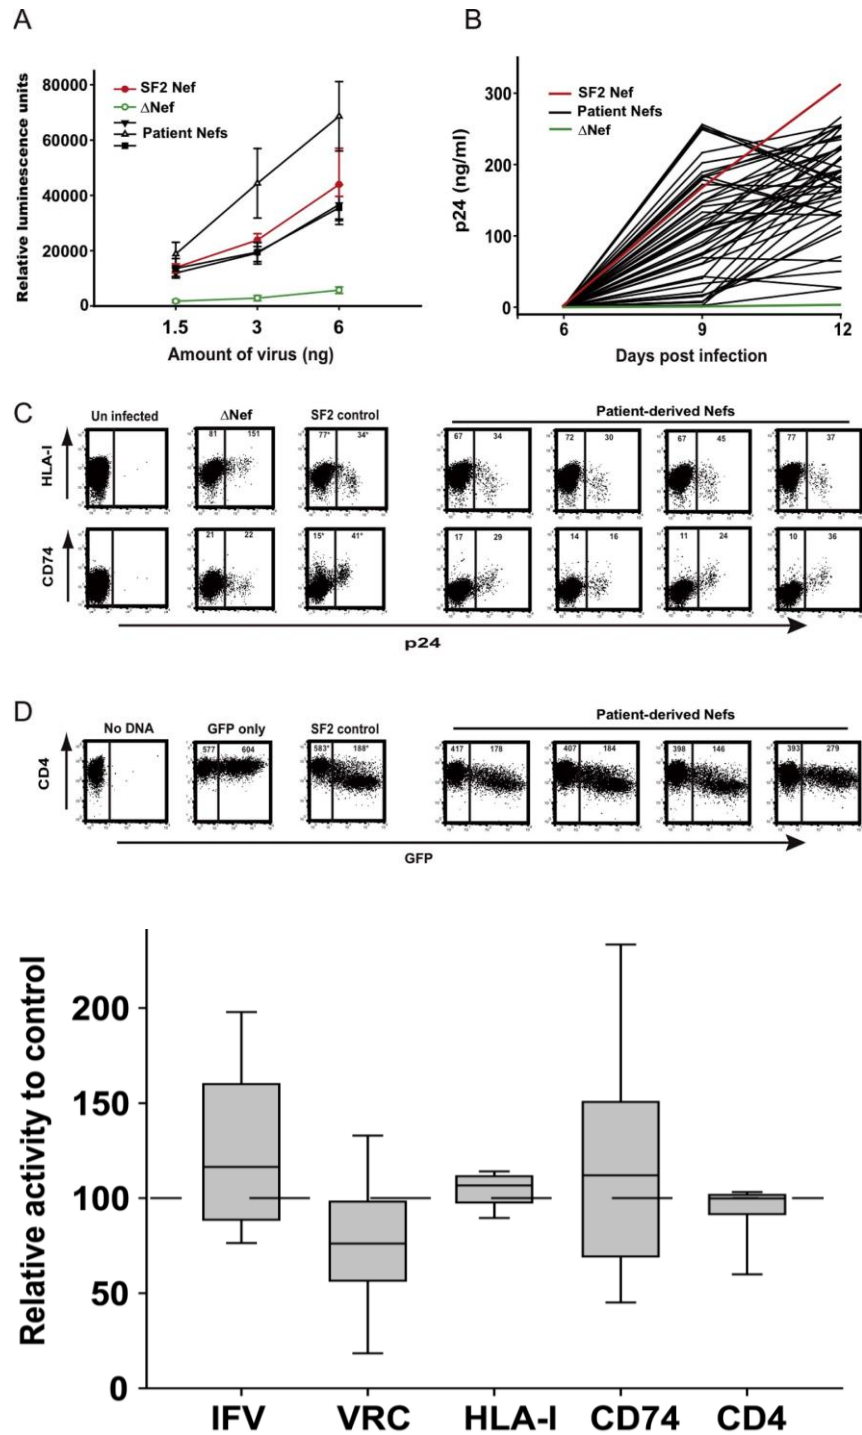 A
80000
60000
40000
20000
0
Relative luminescence units
SF2 Nef
ΔNef
Patient Nefs
1.5 3 6
Amount of virus (ng)
B
300
200
100
0
p24 (ng/ml)
SF2 Nef
Patient Nefs
ΔNef
6 9 12
Days post infection
C
Un infected ΔNef SF2 control Patient-derived Nefs
HLA-I
81 151 77* 34* 67 34 72 30 67 45 77 37
CD74
21 22 15* 41* 17 29 14 16 11 24 10 36
p24
D
No DNA GFP only SF2 control Patient-derived Nefs
CD4
577 604 583* 188* 417 178 407 184 398 146 393 279
GFP
Relative activity to control
200
150
100
50
0
IFV VRC HLA-I CD74 CD4